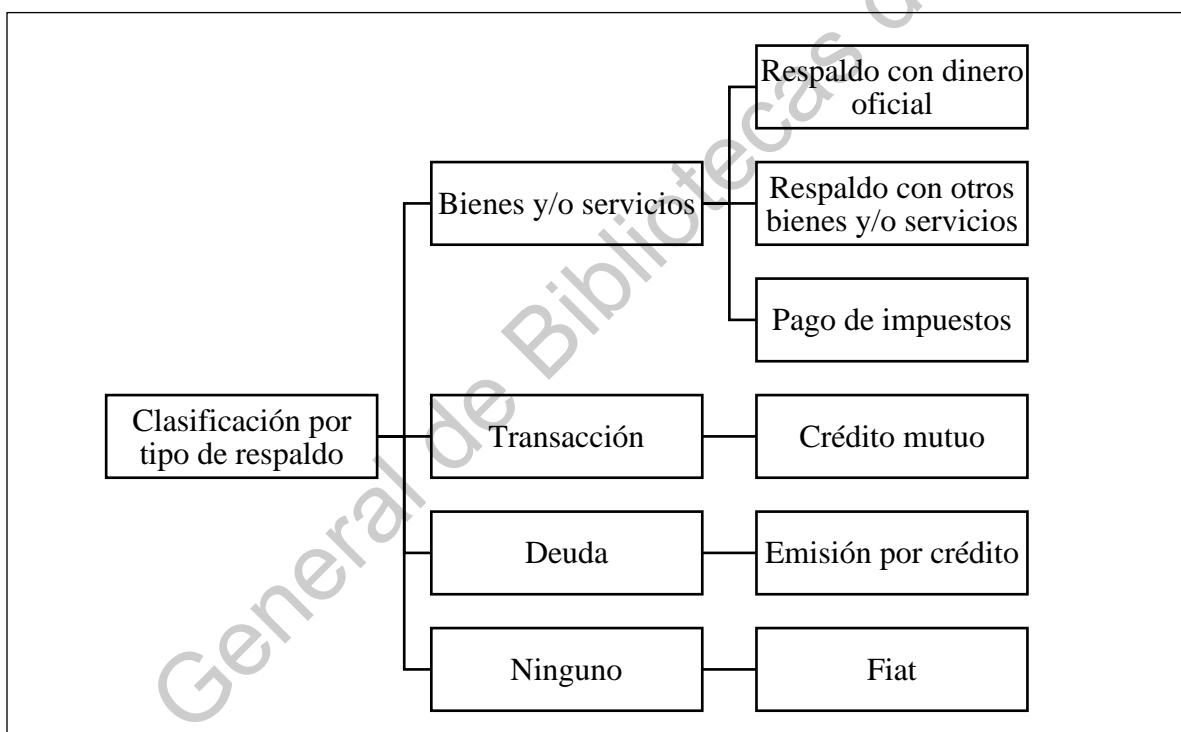 Respaldo con dinero
oficial
Bienes y/o servicios
Respaldo con otros
bienes y/o servicios
Pago de impuestos
Clasificación por
tipo de respaldo
Transacción
Crédito mutuo
Deuda
Emisión por crédito
Ninguno
Fiat
General de Bibliotecas